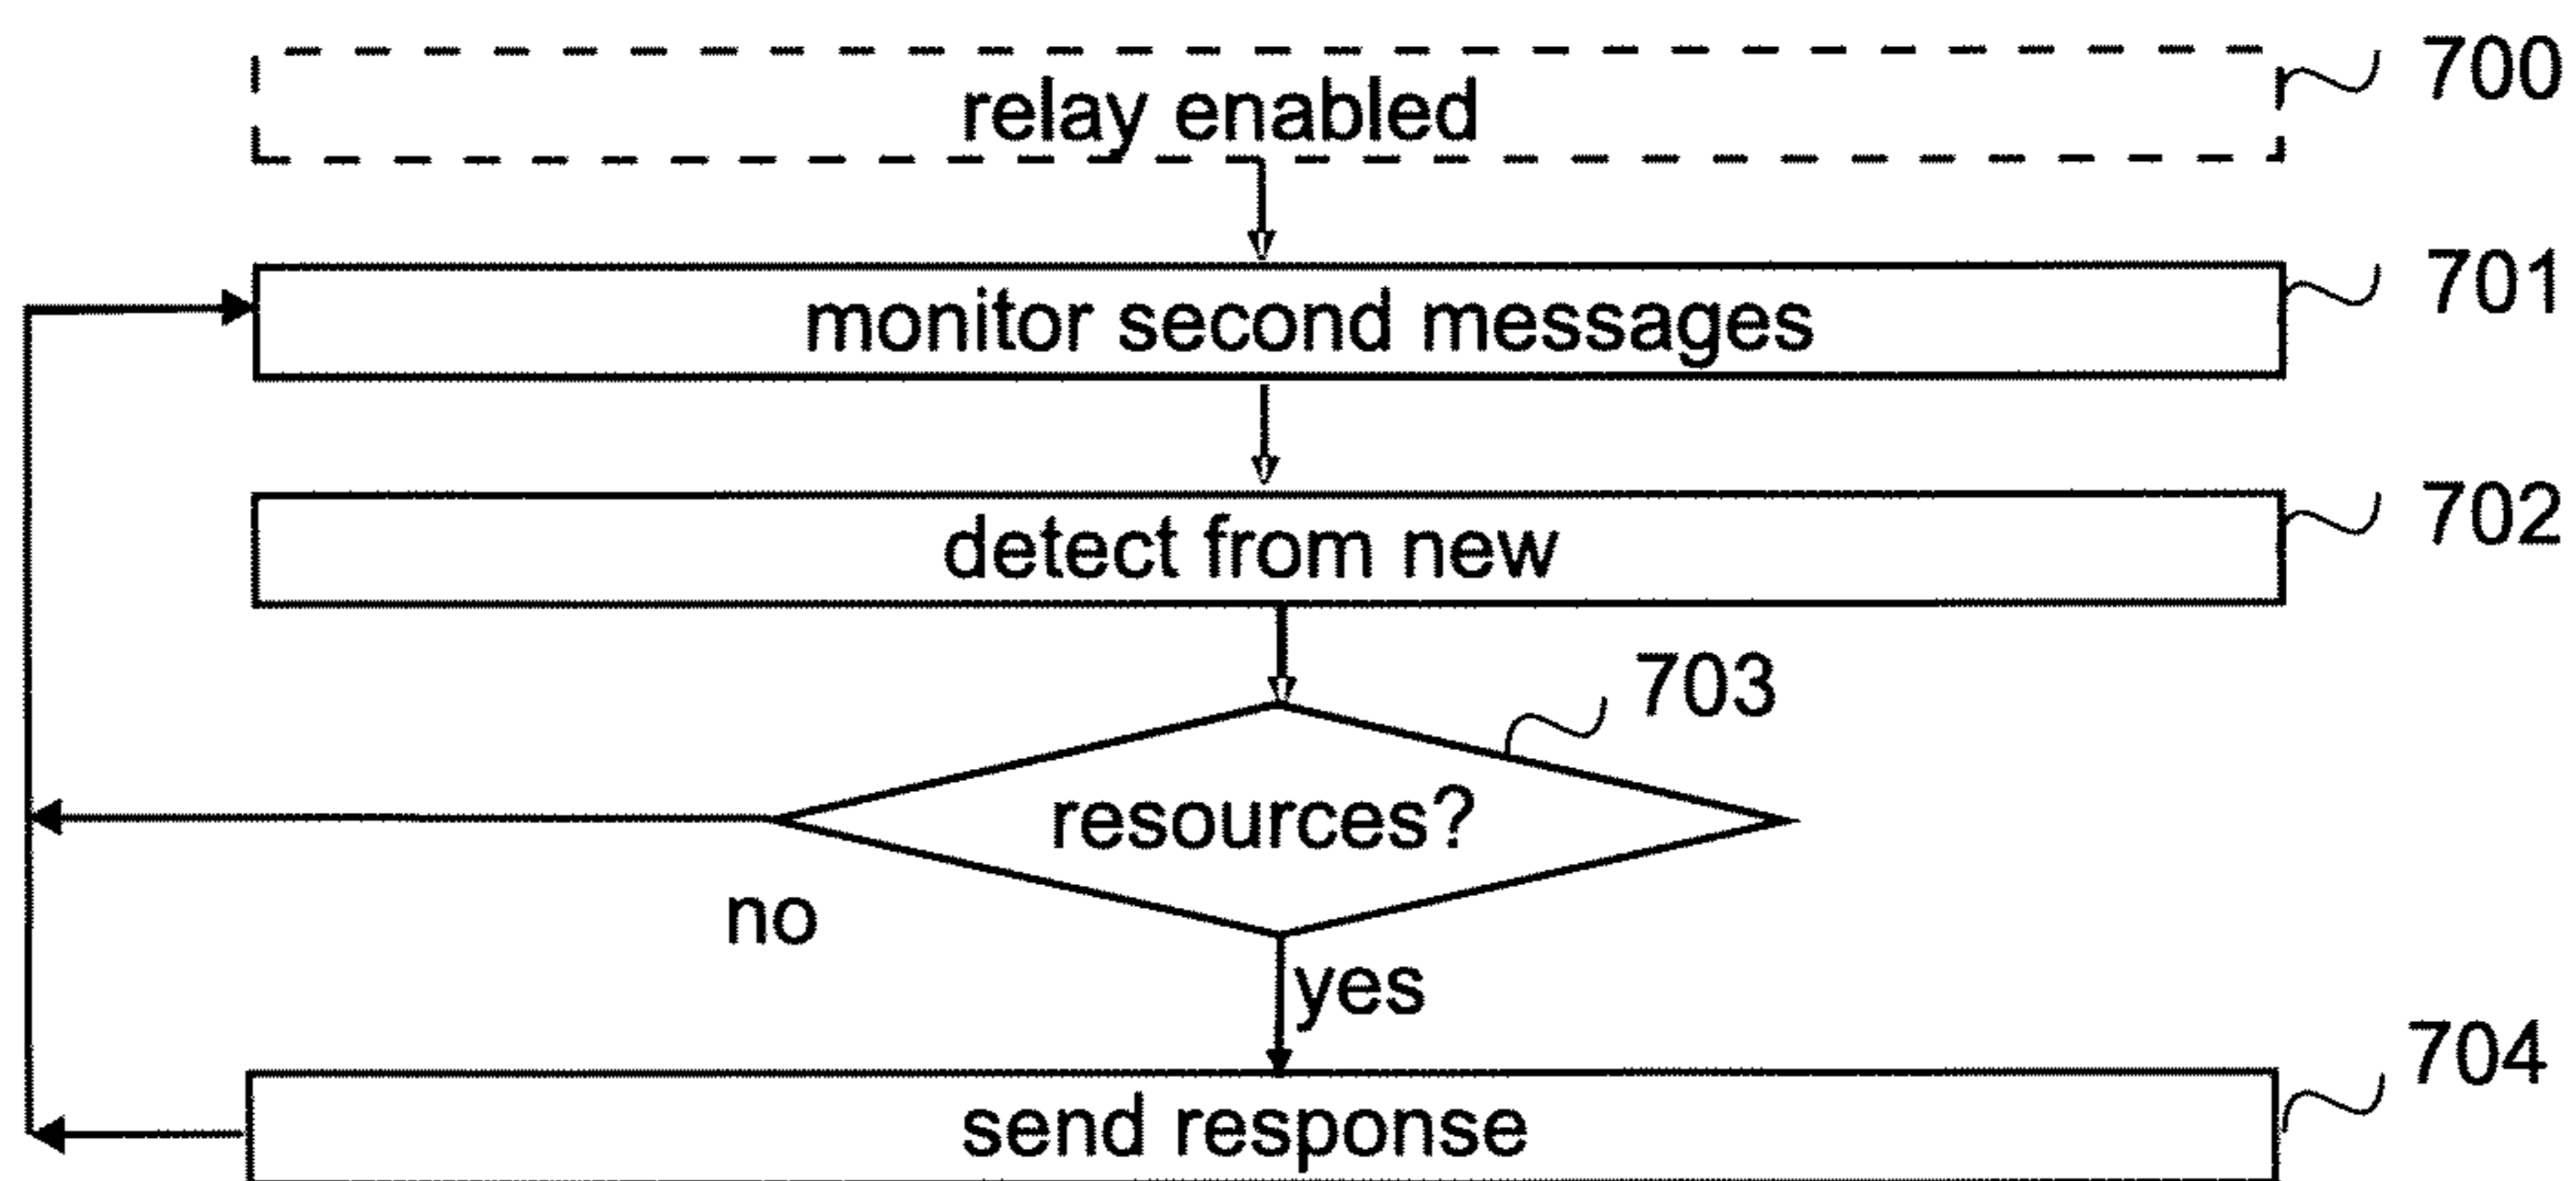 relay enabled 700
monitor second messages 701
detect from new 702
703
resources?
no
yes
704
send response